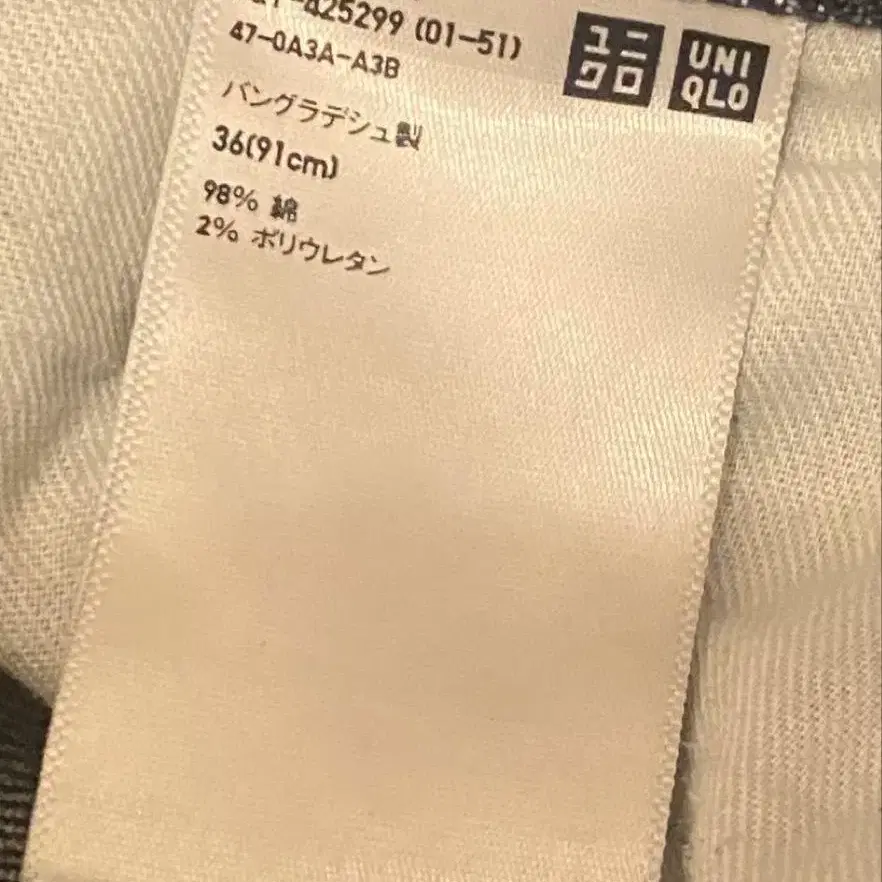 425299 (01-51)
47-0A3A-A3B
バングラデシュ製
36(91cm)
98% 綿
2% ポリウレタン
ユニ
クロ
UNI
QLO